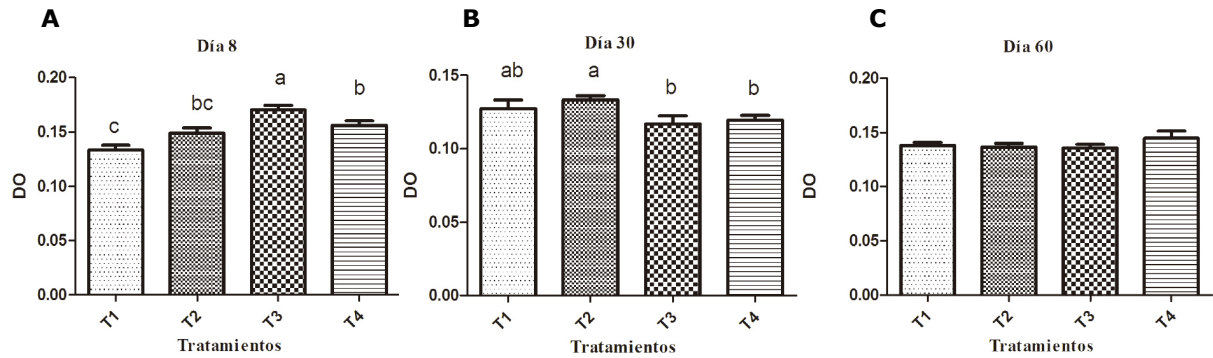 A
Día 8
0.20
0.15
0.10
0.05
0.00
DO
c
bc
a
b
T1
T2
T3
T4
Tratamientos
B
Día 30
0.15
0.10
0.05
0.00
DO
ab
a
b
b
T1
T2
T3
T4
Tratamientos
C
Día 60
0.20
0.15
0.10
0.05
0.00
DO
T1
T2
T3
T4
Tratamientos